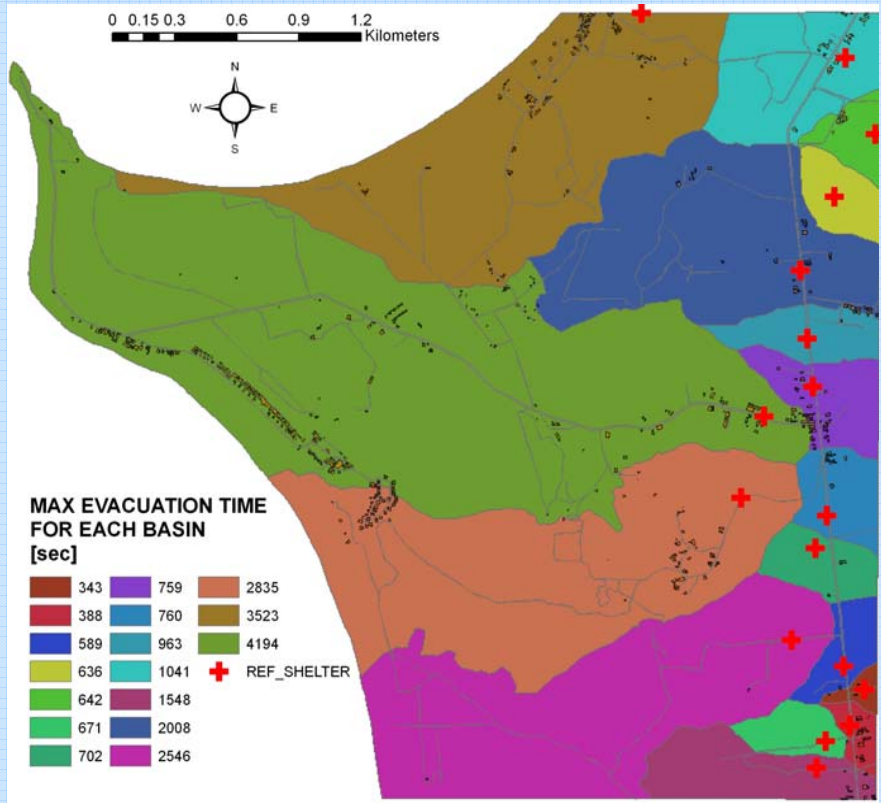 0 0.15 0.3 0.6 0.9 1.2
Kilometers
N
W E
S
MAX EVACUATION TIME
FOR EACH BASIN
[sec]
343 759 2835
388 760 3523
589 963 4194
636 1041 REF_SHELTER
642 1548
671 2008
702 2546